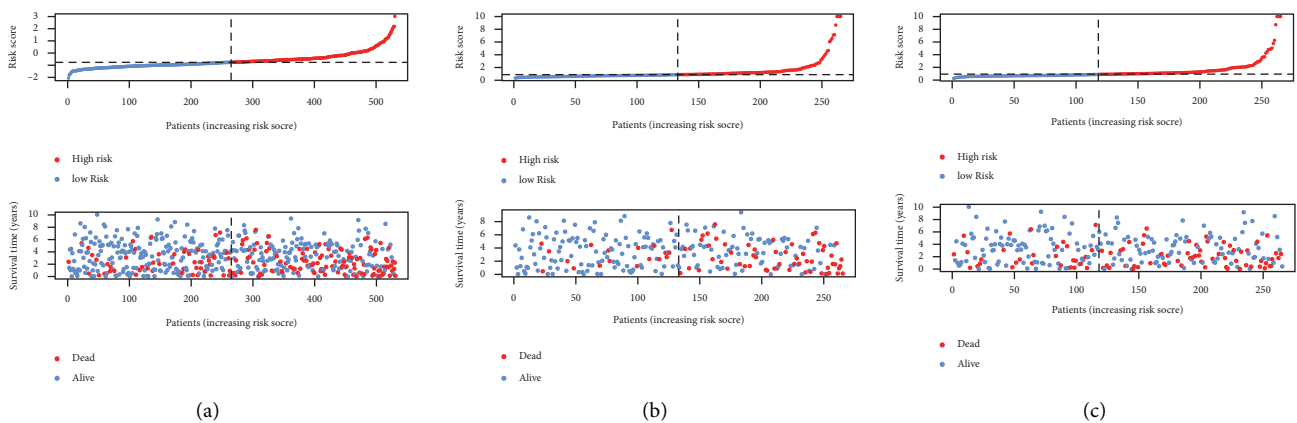 Risk score
3
2
1
0
−2
0 100 200 300 400 500
Patients (increasing risk socre)
High risk
low Risk
Survival time (years)
10
8
6
4
2
0
0 100 200 300 400 500
Patients (increasing risk socre)
Dead
Alive
(a)
Risk score
10
8
6
4
2
0
0 50 100 150 200 250
Patients (increasing risk socre)
High risk
low Risk
Survival time (years)
8
6
4
2
0
0 50 100 150 200 250
Patients (increasing risk socre)
Dead
Alive
(b)
Risk score
10
8
6
4
2
0
0 50 100 150 200 250
Patients (increasing risk socre)
High risk
low Risk
Survival time (years)
10
8
6
4
2
0
0 50 100 150 200 250
Patients (increasing risk socre)
Dead
Alive
(c)